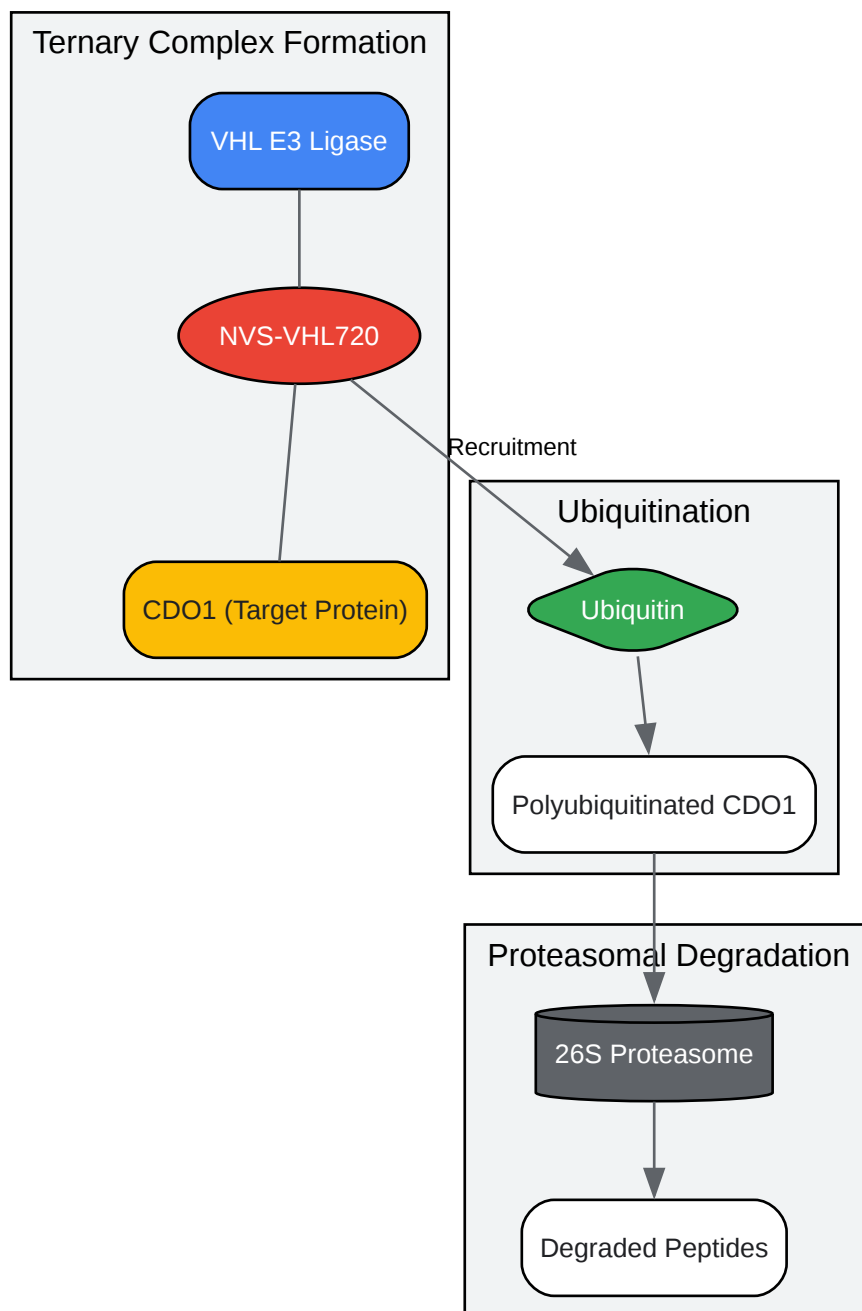 Ternary Complex Formation
VHL E3 Ligase
NVS-VHL720
Recruitment
CDO1 (Target Protein)
Ubiquitination
Ubiquitin
Polyubiquitinated CDO1
Proteasomal Degradation
26S Proteasome
Degraded Peptides